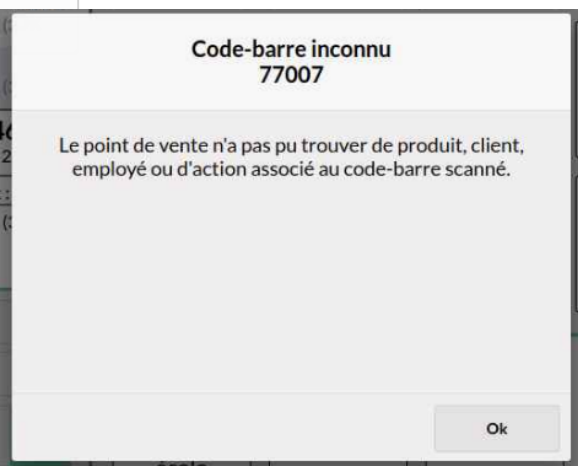 Code-barre inconnu
77007
Le point de vente n'a pas pu trouver de produit, client,
employé ou d'action associé au code-barre scanné.
Ok